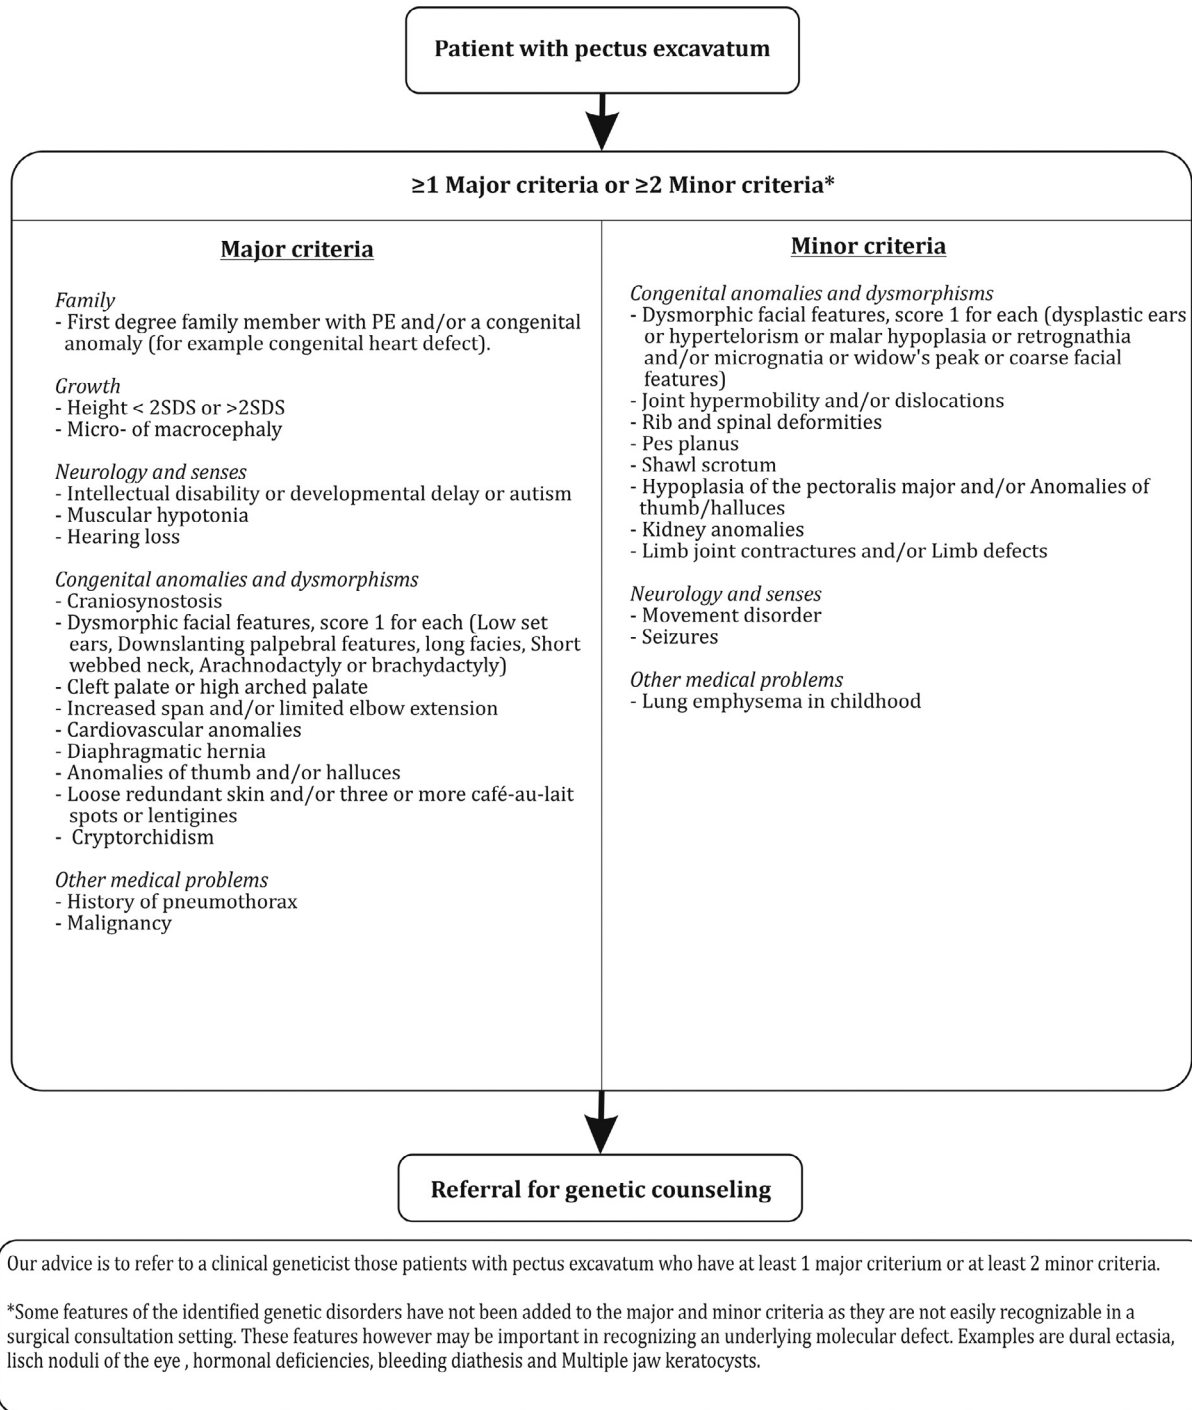 Patient with pectus excavatum
≥1 Major criteria or ≥2 Minor criteria*
Major criteria
Family
- First degree family member with PE and/or a congenital
anomaly (for example congenital heart defect).
Growth
- Height < 2SDS or >2SDS
- Micro- of macrocephaly
Neurology and senses
- Intellectual disability or developmental delay or autism
- Muscular hypotonia
- Hearing loss
Congenital anomalies and dysmorphisms
- Craniosynostosis
- Dysmorphic facial features, score 1 for each (Low set
ears, Downslanting palpebral features, long facies, Short
webbed neck, Arachnodactyly or brachydactyly)
- Cleft palate or high arched palate
- Increased span and/or limited elbow extension
- Cardiovascular anomalies
- Diaphragmatic hernia
- Anomalies of thumb and/or halluces
- Loose redundant skin and/or three or more café-au-lait
spots or lentigines
- Cryptorchidism
Other medical problems
- History of pneumothorax
- Malignancy
Minor criteria
Congenital anomalies and dysmorphisms
- Dysmorphic facial features, score 1 for each (dysplastic ears
or hypertelorism or malar hypoplasia or retrognathia
and/or micrognatia or widow's peak or coarse facial
features)
- Joint hypermobility and/or dislocations
- Rib and spinal deformities
- Pes planus
- Shawl scrotum
- Hypoplasia of the pectoralis major and/or Anomalies of
thumb/halluces
- Kidney anomalies
- Limb joint contractures and/or Limb defects
Neurology and senses
- Movement disorder
- Seizures
Other medical problems
- Lung emphysema in childhood
Referral for genetic counseling
Our advice is to refer to a clinical geneticist those patients with pectus excavatum who have at least 1 major criterium or at least 2 minor criteria.
*Some features of the identified genetic disorders have not been added to the major and minor criteria as they are not easily recognizable in a
surgical consultation setting. These features however may be important in recognizing an underlying molecular defect. Examples are dural ectasia,
lisch noduli of the eye , hormonal deficiencies, bleeding diathesis and Multiple jaw keratocysts.